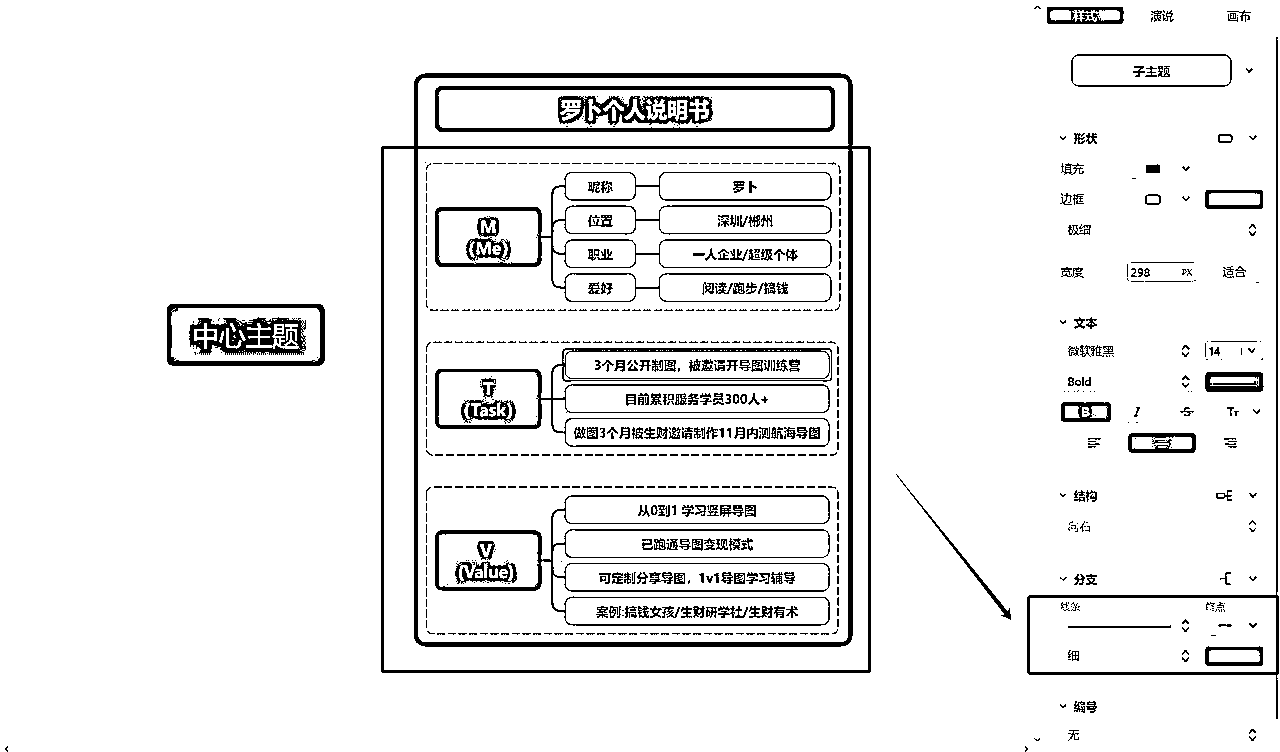 罗卜个人说明书
中心主题
M
(Me)
昵称
罗卜
位置
深圳/郴州
职业
一人企业/超级个体
爱好
阅读/跑步/搞钱
T
(Task)
3个月公开制图，被邀请开导图训练营
目前累积服务学员300人+
做图3个月被生财邀请制作11月内测航海导图
V
(Value)
从0到1 学习竖屏导图
已跑通导图变现模式
可定制分享导图，1v1导图学习辅导
案例:搞钱女孩/生财研学社/生财有术
样式 演说 画布
子主题
形状
填充
边框
极细
宽度 298 PX 适合
文本
微软雅黑 14
Bold
B I S Tт
结构
向右
分支
线条 终点
细
编号
无